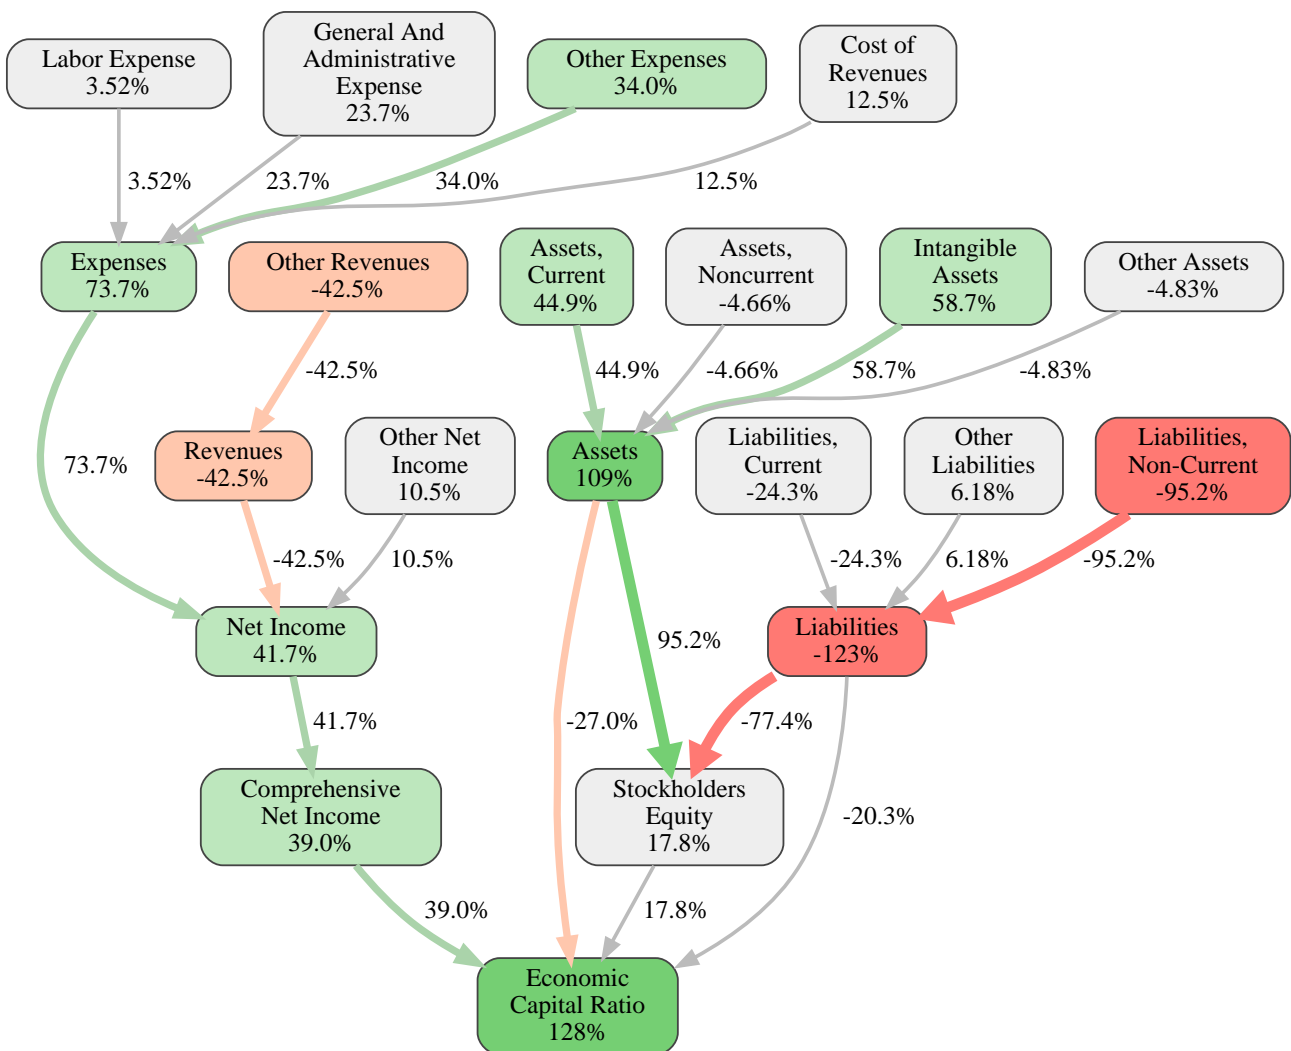 Labor Expense
3.52%
General And
Administrative
Expense
23.7%
Other Expenses
34.0%
Cost of
Revenues
12.5%
3.52%
23.7%
34.0%
12.5%
Expenses
73.7%
Other Revenues
-42.5%
Assets,
Current
44.9%
Assets,
Noncurrent
-4.66%
Intangible
Assets
58.7%
Other Assets
-4.83%
-42.5%
44.9%
-4.66%
58.7%
-4.83%
73.7%
Revenues
-42.5%
Other Net
Income
10.5%
Assets
109%
Liabilities,
Current
-24.3%
Other
Liabilities
6.18%
Liabilities,
Non-Current
-95.2%
-42.5%
10.5%
-24.3%
6.18%
-95.2%
Net Income
41.7%
95.2%
Liabilities
-123%
41.7%
-27.0%
-77.4%
Comprehensive
Net Income
39.0%
Stockholders
Equity
17.8%
-20.3%
39.0%
17.8%
Economic
Capital Ratio
128%